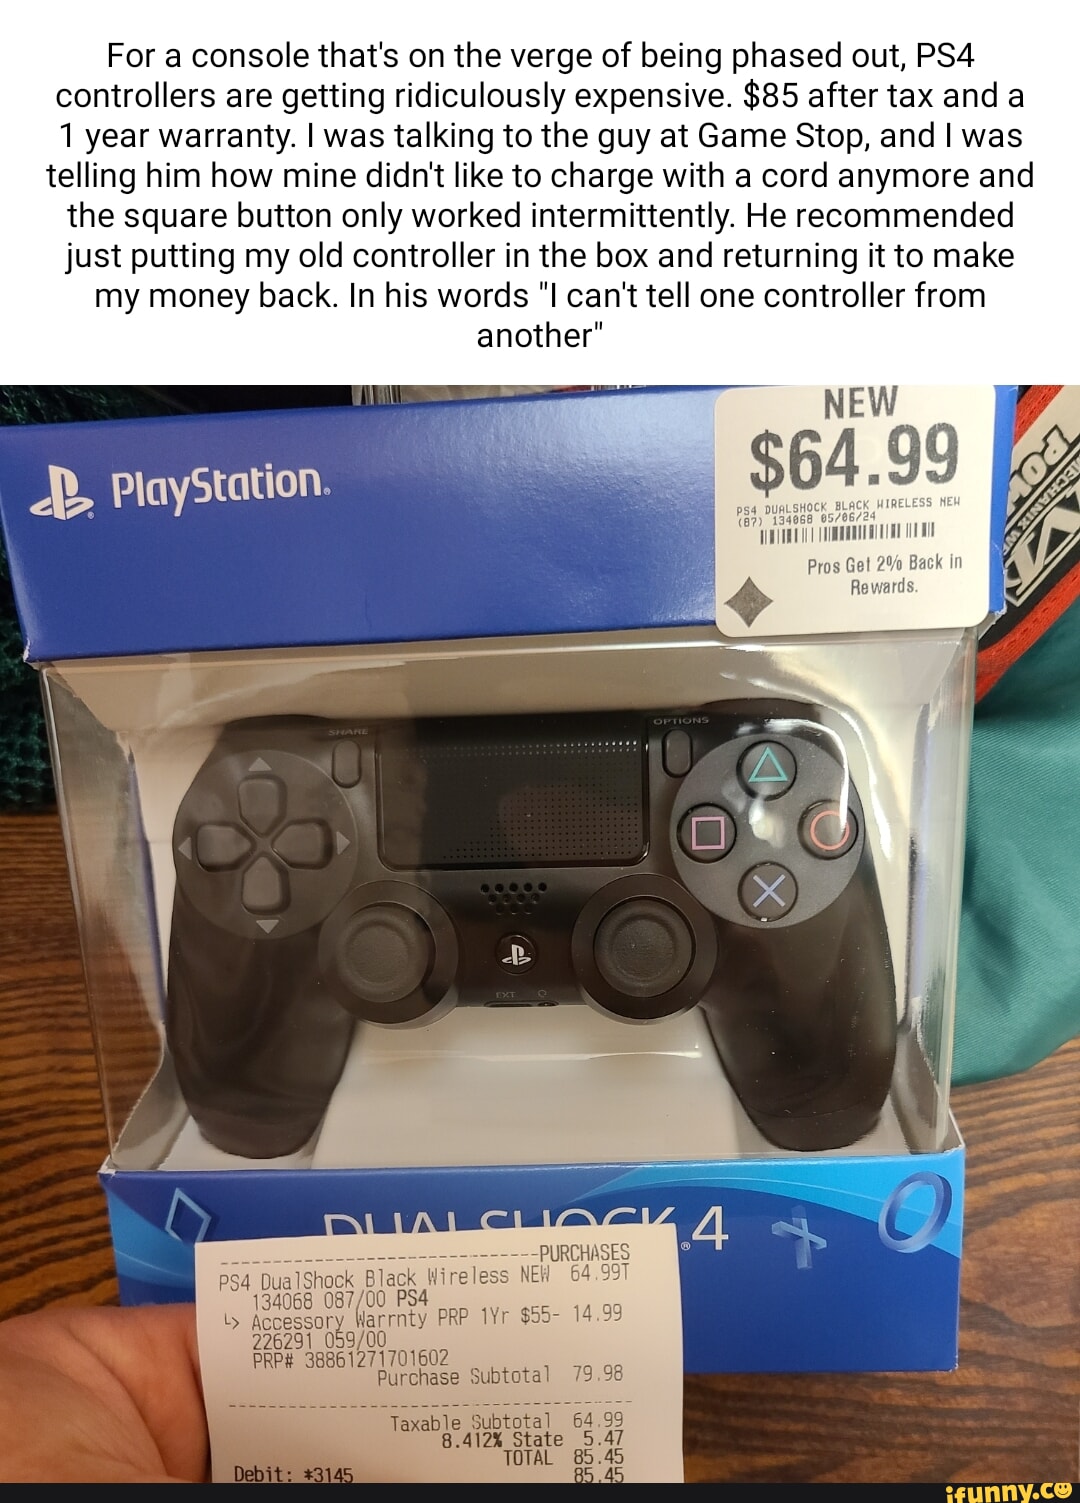 For a console that's on the verge of being phased out, PS4
controllers are getting ridiculously expensive. $85 after tax and a
1 year warranty. I was talking to the guy at Game Stop, and I was
telling him how mine didn't like to charge with a cord anymore and
the square button only worked intermittently. He recommended
just putting my old controller in the box and returning it to make
my money back. In his words "I can't tell one controller from
another"
NEW
$64.99
PS4 DUALSHOCK BLACK WIRELESS NEW
(87) 134068 05/06/24
Pros Get 2% Back in
Rewards.
PlayStation®
MECHANIX WE
SHARE
OPTIONS
EXT
DUALSHOCK®4
PURCHASES
PS4 DualShock Black Wireless NEW 64.99T
134068 087/00 PS4
↳ Accessory Warrnty PRP 1Yr $55- 14.99
226291 059/00
PRP# 38861271701602
Purchase Subtotal 79.98
Taxable Subtotal 64.99
8.412% State 5.47
TOTAL 85.45
Debit: *3145 85.45
ifunny.co